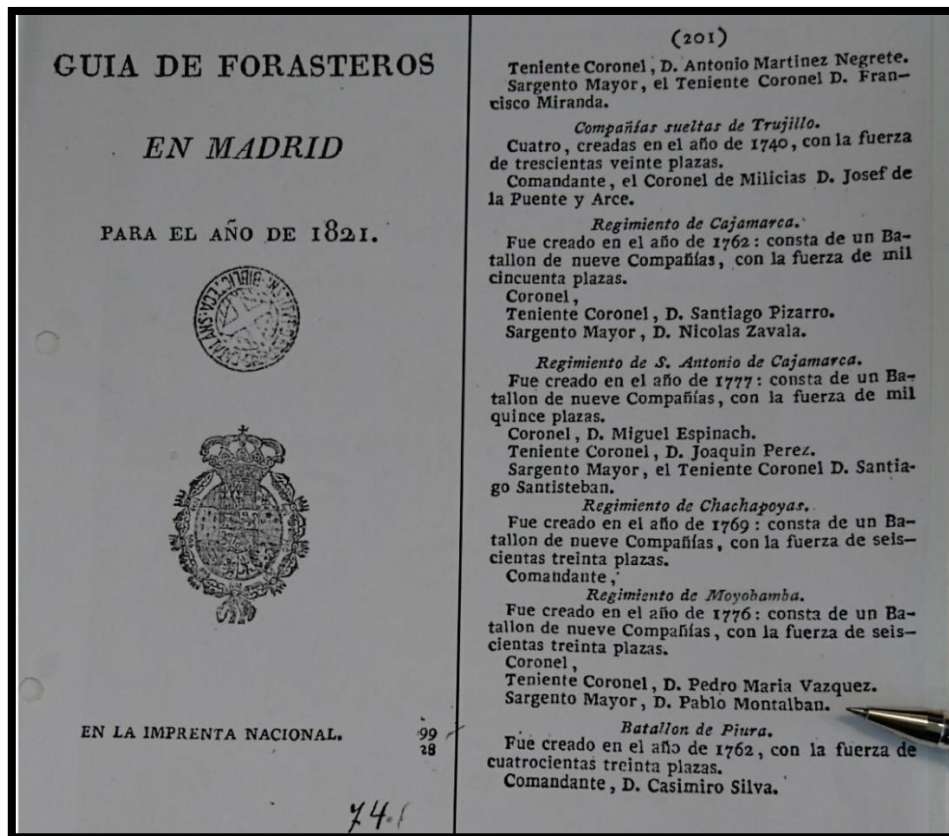 GUIA DE FORASTEROS
EN MADRID
PARA EL AÑO DE 1821.
EN LA IMPRENTA NACIONAL.
99
28
74.
(201)
Teniente Coronel, D. Antonio Martinez Negrete.
Sargento Mayor, el Teniente Coronel D. Fran-
cisco Miranda.
Compañías sueltas de Trujillo.
Cuatro, creadas en el año de 1740, con la fuerza
de trescientas veinte plazas.
Comandante, el Coronel de Milicias D. Josef de
la Puente y Arce.
Regimiento de Cajamarca.
Fue creado en el año de 1762: consta de un Ba-
tallon de nueve Compañías, con la fuerza de mil
cincuenta plazas.
Coronel,
Teniente Coronel, D. Santiago Pizarro.
Sargento Mayor, D. Nicolas Zavala.
Regimiento de S. Antonio de Cajamarca.
Fue creado en el año de 1777: consta de un Ba-
tallon de nueve Compañías, con la fuerza de mil
quince plazas.
Coronel, D. Miguel Espinach.
Teniente Coronel, D. Joaquin Perez.
Sargento Mayor, el Teniente Coronel D. Santia-
go Santisteban.
Regimiento de Chachapoyas.
Fue creado en el año de 1769: consta de un Ba-
tallon de nueve Compañías, con la fuerza de seis-
cientas treinta plazas.
Comandante,
Regimiento de Moyobamba.
Fue creado en el año de 1776: consta de un Ba-
tallon de nueve Compañías, con la fuerza de seis-
cientas treinta plazas.
Coronel,
Teniente Coronel, D. Pedro Maria Vazquez.
Sargento Mayor, D. Pablo Montalban.
Batallon de Piura.
Fue creado en el año de 1762, con la fuerza de
cuatrocientas treinta plazas.
Comandante, D. Casimiro Silva.